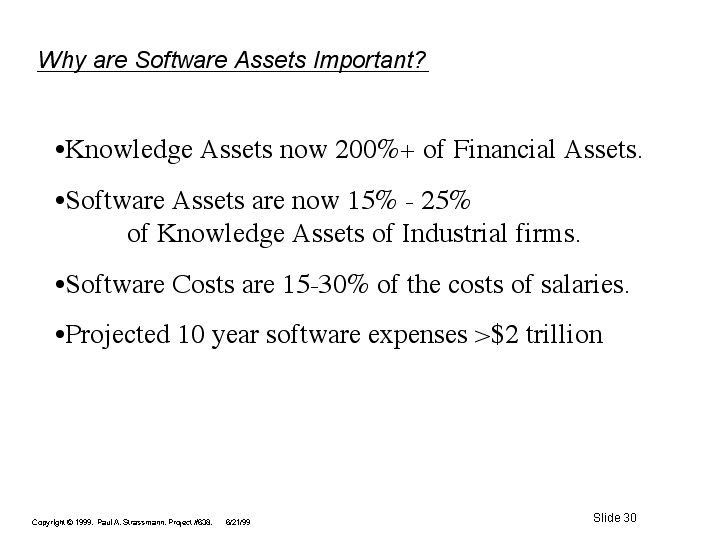 Why are Software Assets Important?
•Knowledge Assets now 200%+ of Financial Assets.
•Software Assets are now 15% - 25%
of Knowledge Assets of Industrial firms.
•Software Costs are 15-30% of the costs of salaries.
•Projected 10 year software expenses >$2 trillion
Copyright © 1999. Paul A. Strassmann. Project #638. 6/21/99
Slide 30